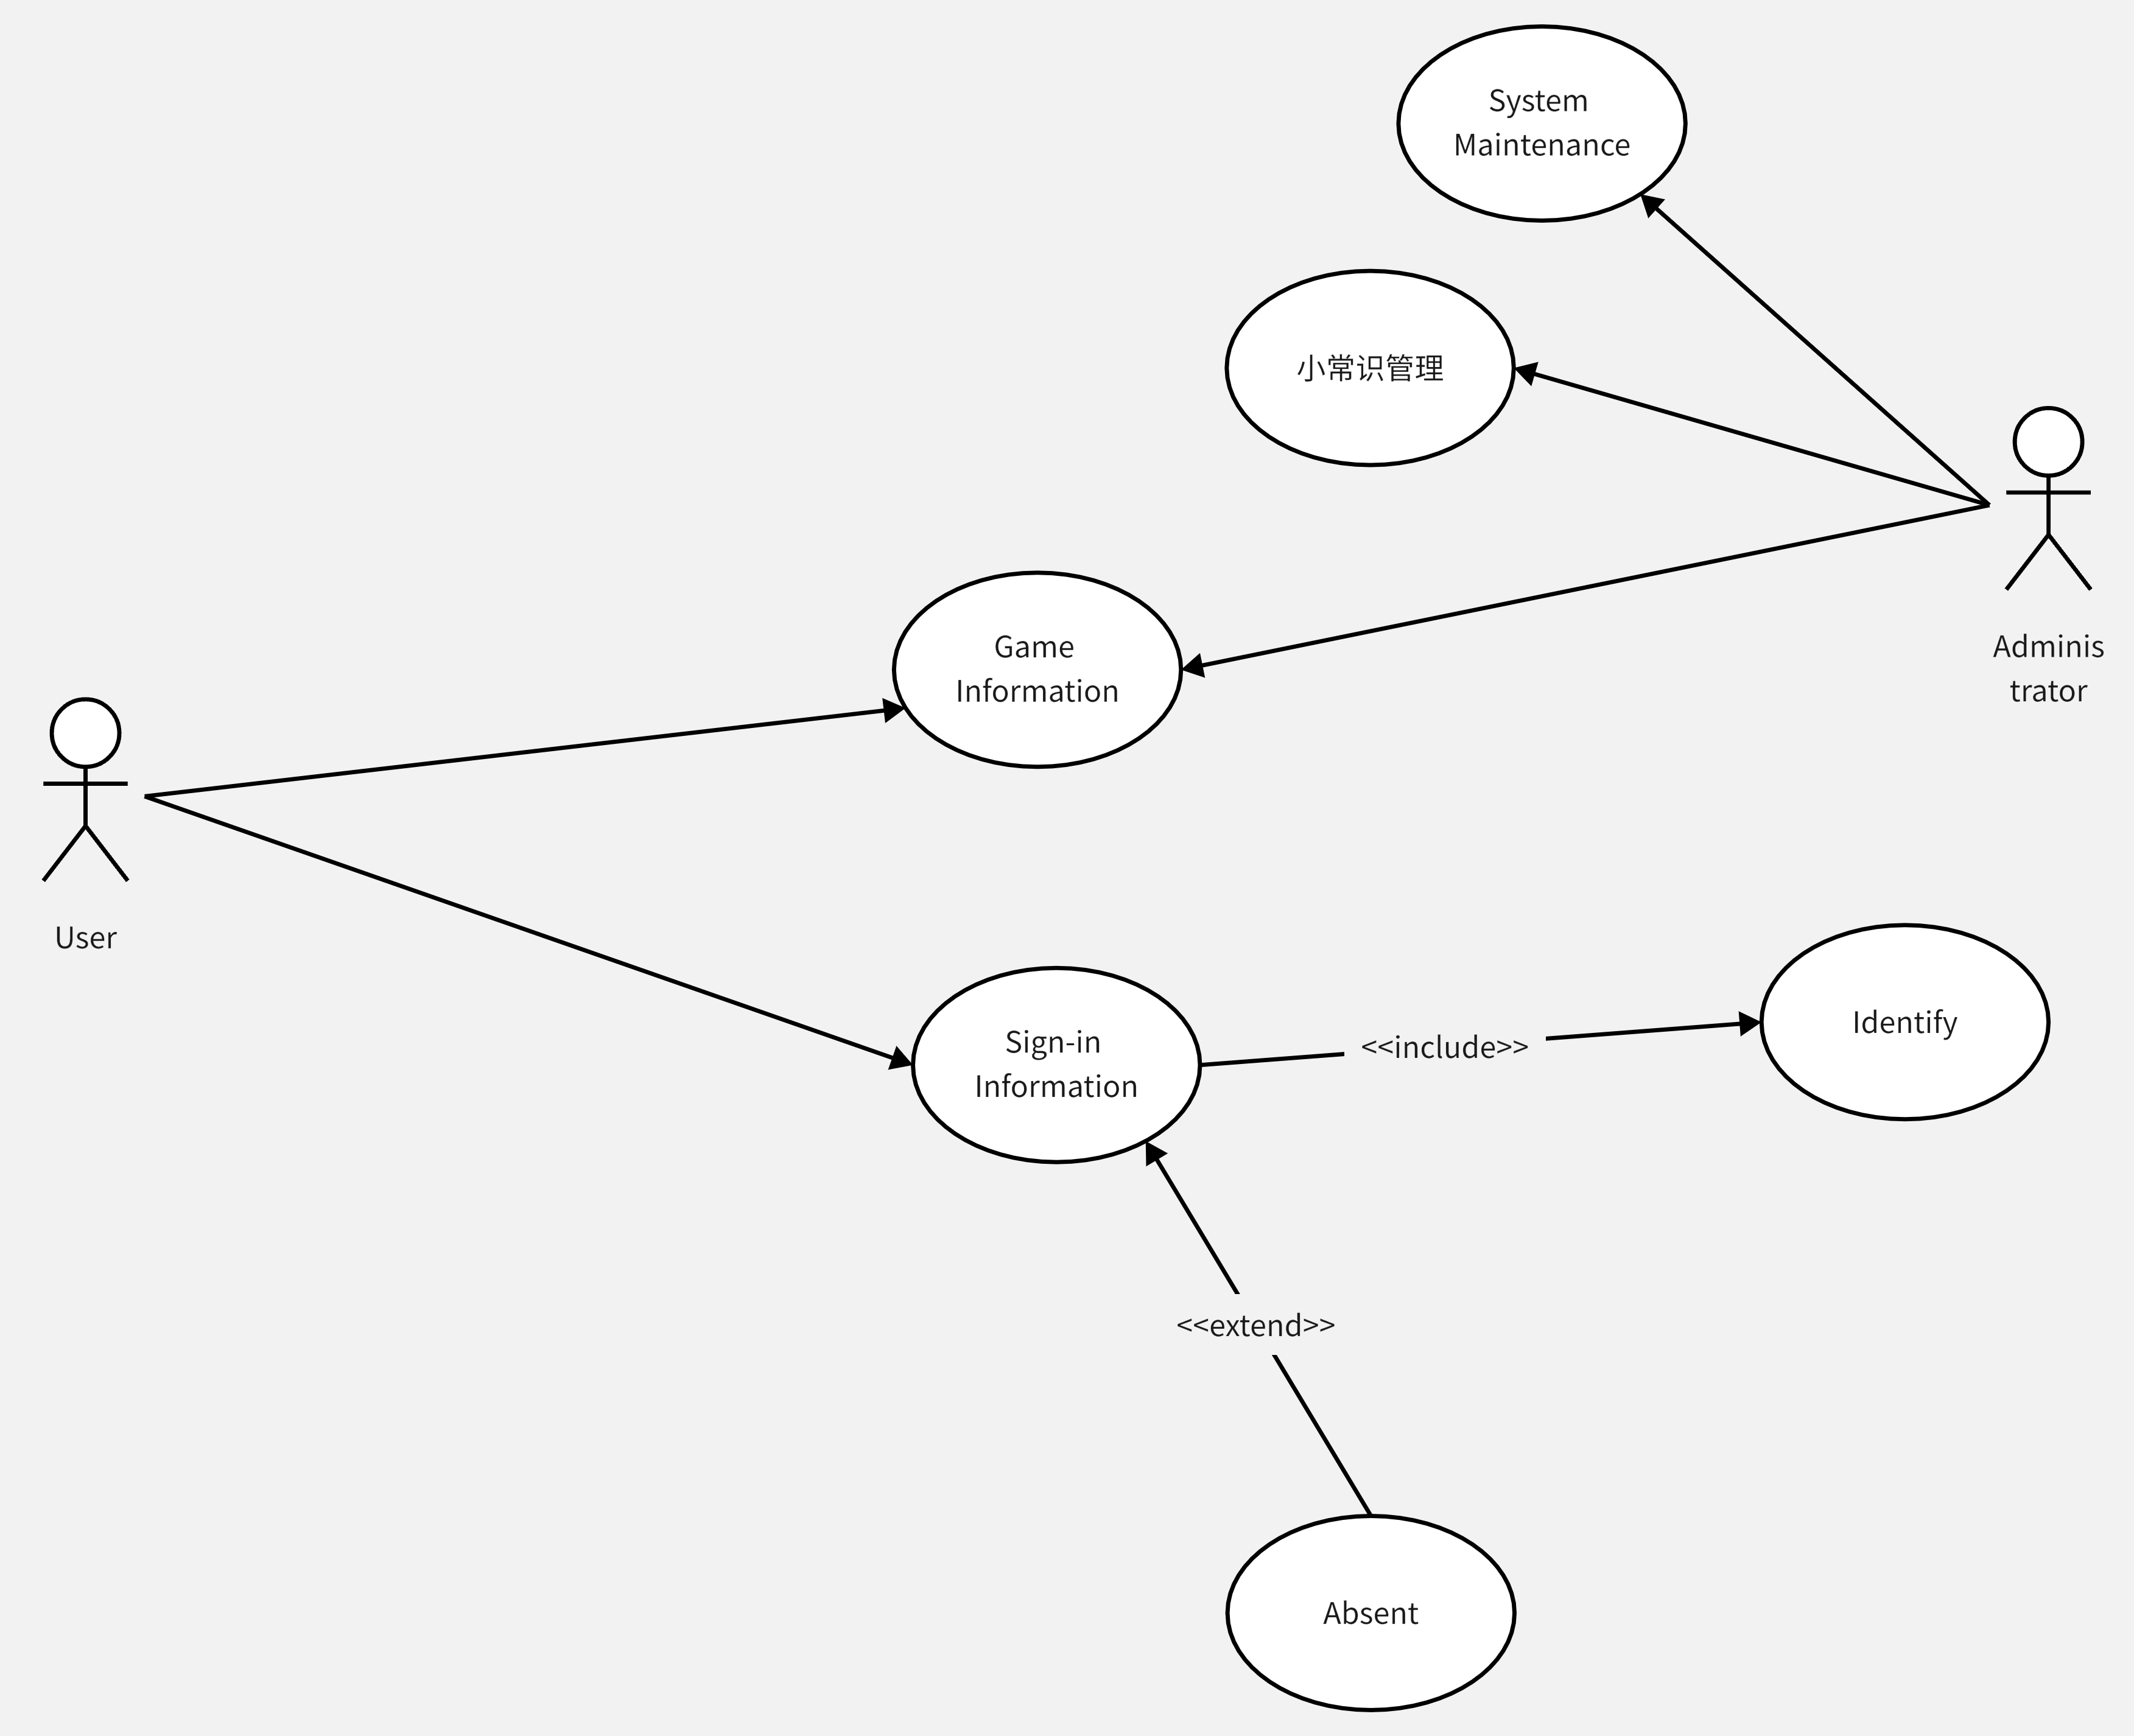 System
Maintenance
小常识管理
Game
Information
Adminis
trator
User
Sign-in
Information
<<include>>
Identify
<<extend>>
Absent